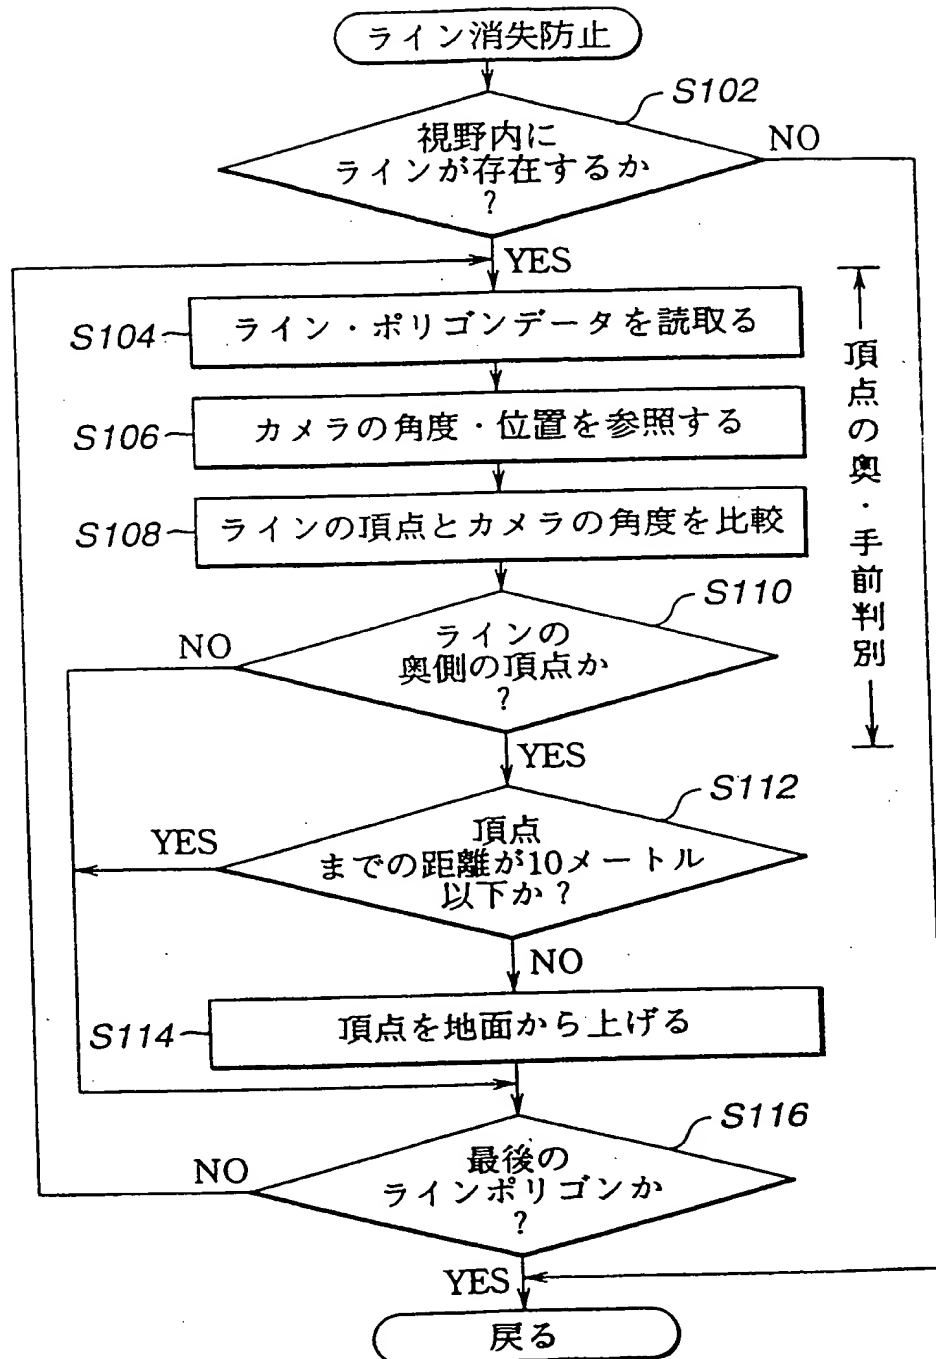 ライン消失防止
S102
視野内に
ラインが存在するか
?
NO
YES
S104
ライン・ポリゴンデータを読取る
S106
カメラの角度・位置を参照する
S108
ラインの頂点とカメラの角度を比較
頂点の奥・手前判別
S110
ラインの
奥側の頂点か
?
NO
YES
S112
頂点
までの距離が10メートル
以下か?
YES
NO
S114
頂点を地面から上げる
S116
最後の
ラインポリゴンか
?
NO
YES
戻る